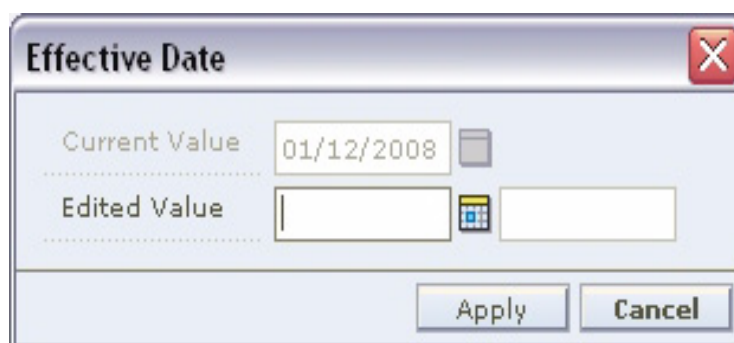 Effective Date
Current Value 01/12/2008
Edited Value
Apply Cancel